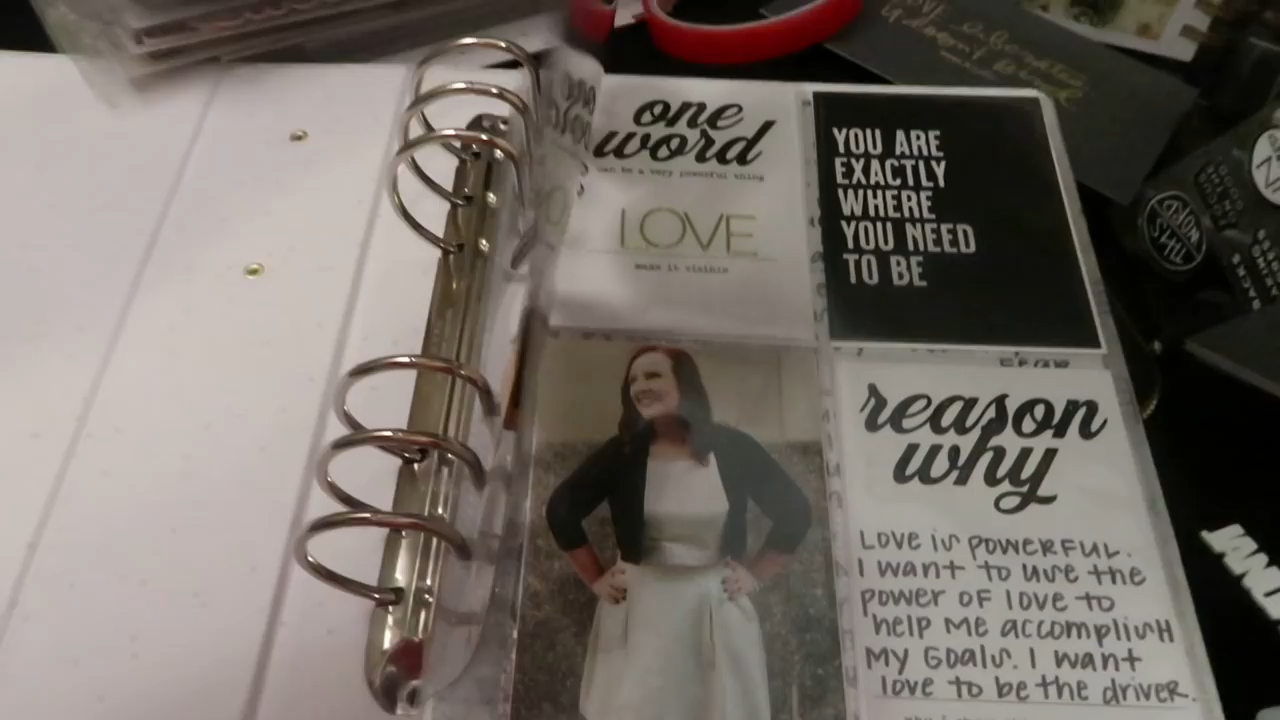 one
word
can be a very powerful thing
LOVE
make it visible
YOU ARE
EXACTLY
WHERE
YOU NEED
TO BE
reason
why
Love is powerful.
I want to use the
power of love to
help me accomplish
my goals. I want
love to be the driver.
THIS
WORLD